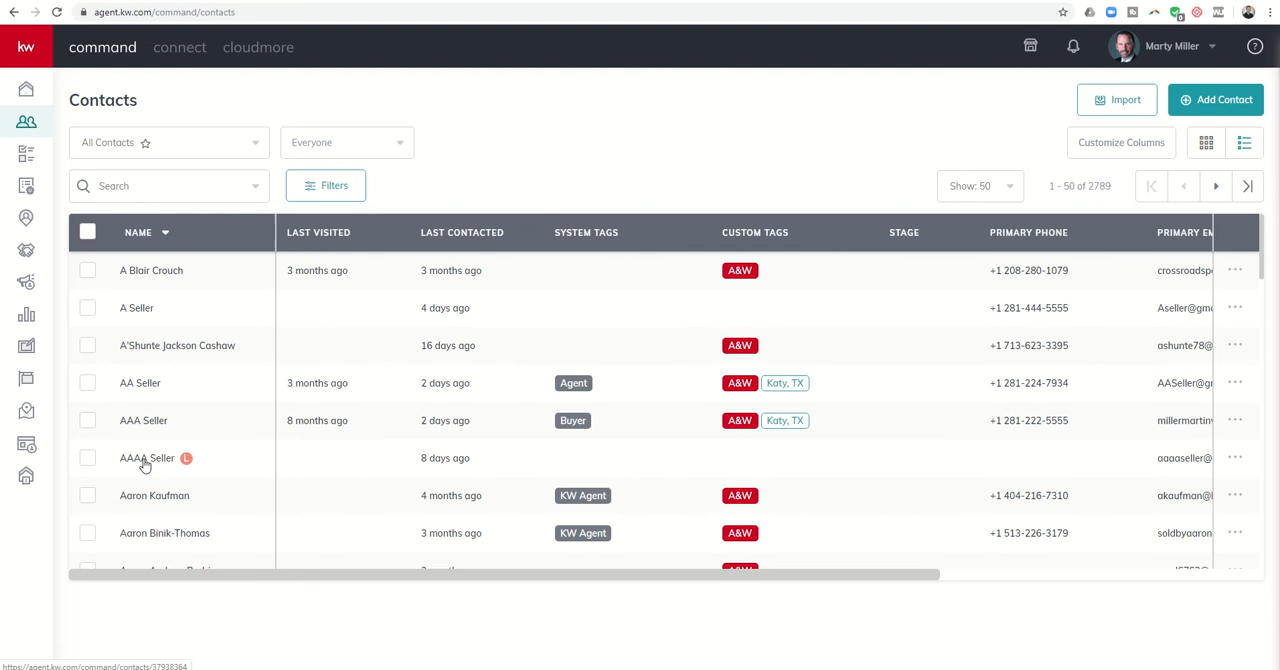 agent.kw.com/command/contacts
kw command connect cloudmore Marty Miller ?
Contacts
Import Add Contact
All Contacts Everyone Customize Columns
Search Filters Show: 50 1 - 50 of 2789
NAME LAST VISITED LAST CONTACTED SYSTEM TAGS CUSTOM TAGS STAGE PRIMARY PHONE PRIMARY EM
A Blair Crouch 3 months ago 3 months ago A&W +1 208-280-1079 crossroadsp
A Seller 4 days ago +1 281-444-5555 Aseller@gm
A'Shunte Jackson Cashaw 16 days ago A&W +1 713-623-3395 ashunte78@
AA Seller 3 months ago 2 days ago Agent A&W Katy, TX +1 281-224-7934 AASeller@g
AAA Seller 8 months ago 2 days ago Buyer A&W Katy, TX +1 281-222-5555 millermartin
AAAA Seller L 8 days ago aaaaseller@
Aaron Kaufman 4 months ago KW Agent A&W +1 404-216-7310 akaufman@
Aaron Binik-Thomas 3 months ago KW Agent A&W +1 513-226-3179 soldbyaaron
A&W
https://agent.kw.com/command/contacts/37938364